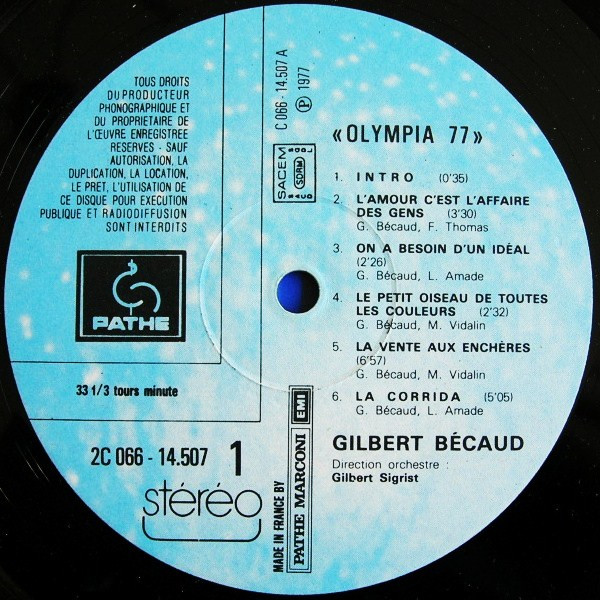 TOUS DROITS
DU PRODUCTEUR
PHONOGRAPHIQUE ET
DU PROPRIETAIRE DE
L'ŒUVRE ENREGISTREE
RESERVES - SAUF
AUTORISATION, LA
DUPLICATION, LA LOCATION,
LE PRET, L'UTILISATION DE
CE DISQUE POUR EXECUTION
PUBLIQUE ET RADIODIFFUSION
SONT INTERDITS
PATHE
33 1/3 tours minute
2C 066 - 14.507 1
stéréo
C 066 - 14.507 A
Ⓟ 1977
SACEM
SDRM
«OLYMPIA 77»
1. INTRO (0'35)
2. L'AMOUR C'EST L'AFFAIRE
DES GENS (3'30)
G. Bécaud, F. Thomas
3. ON A BESOIN D'UN IDÉAL
(2'26)
G. Bécaud, L. Amade
4. LE PETIT OISEAU DE TOUTES
LES COULEURS (2'32)
G. Bécaud, M. Vidalin
5. LA VENTE AUX ENCHÈRES
(6'57)
G. Bécaud, M. Vidalin
6. LA CORRIDA (5'05)
G. Bécaud, L. Amade
GILBERT BÉCAUD
Direction orchestre :
Gilbert Sigrist
MADE IN FRANCE BY
PATHE MARCONI EMI